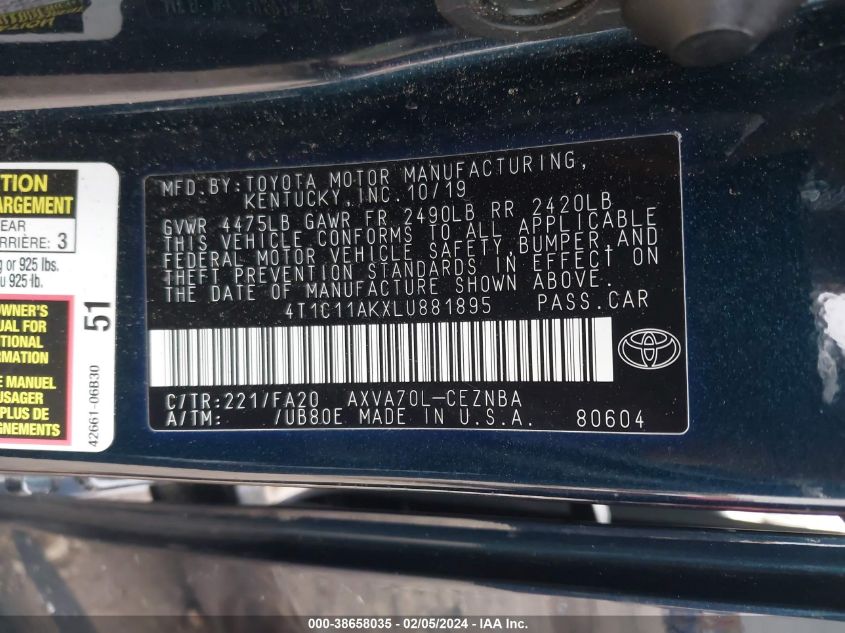 TION
ARGEMENT
EAR
RRIÈRE: 3
g or 925 lbs.
u 925 lb.
OWNER'S
UAL FOR
ITIONAL
RMATION
E MANUEL
USAGER
PLUS
GNEMENTS
51
42661-06B30
MFD. BY: TOYOTA MOTOR MANUFACTURING,
KENTUCKY, INC. 10/19
GVWR 4475LB GAWR FR 2490LB RR 2420LB
THIS VEHICLE CONFORMS TO ALL APPLICABLE
FEDERAL MOTOR VEHICLE SAFETY, BUMPER, AND
THEFT PREVENTION STANDARDS IN EFFECT ON
THE DATE OF MANUFACTURE SHOWN ABOVE.
4T1C11AKXLU881895 PASS. CAR
C/TR: 221/FA20 AXVA70L-CEZNBA
A/TM: /UB80E MADE IN U.S.A. 80604
000-38658035 - 02/05/2024 - IAA Inc.